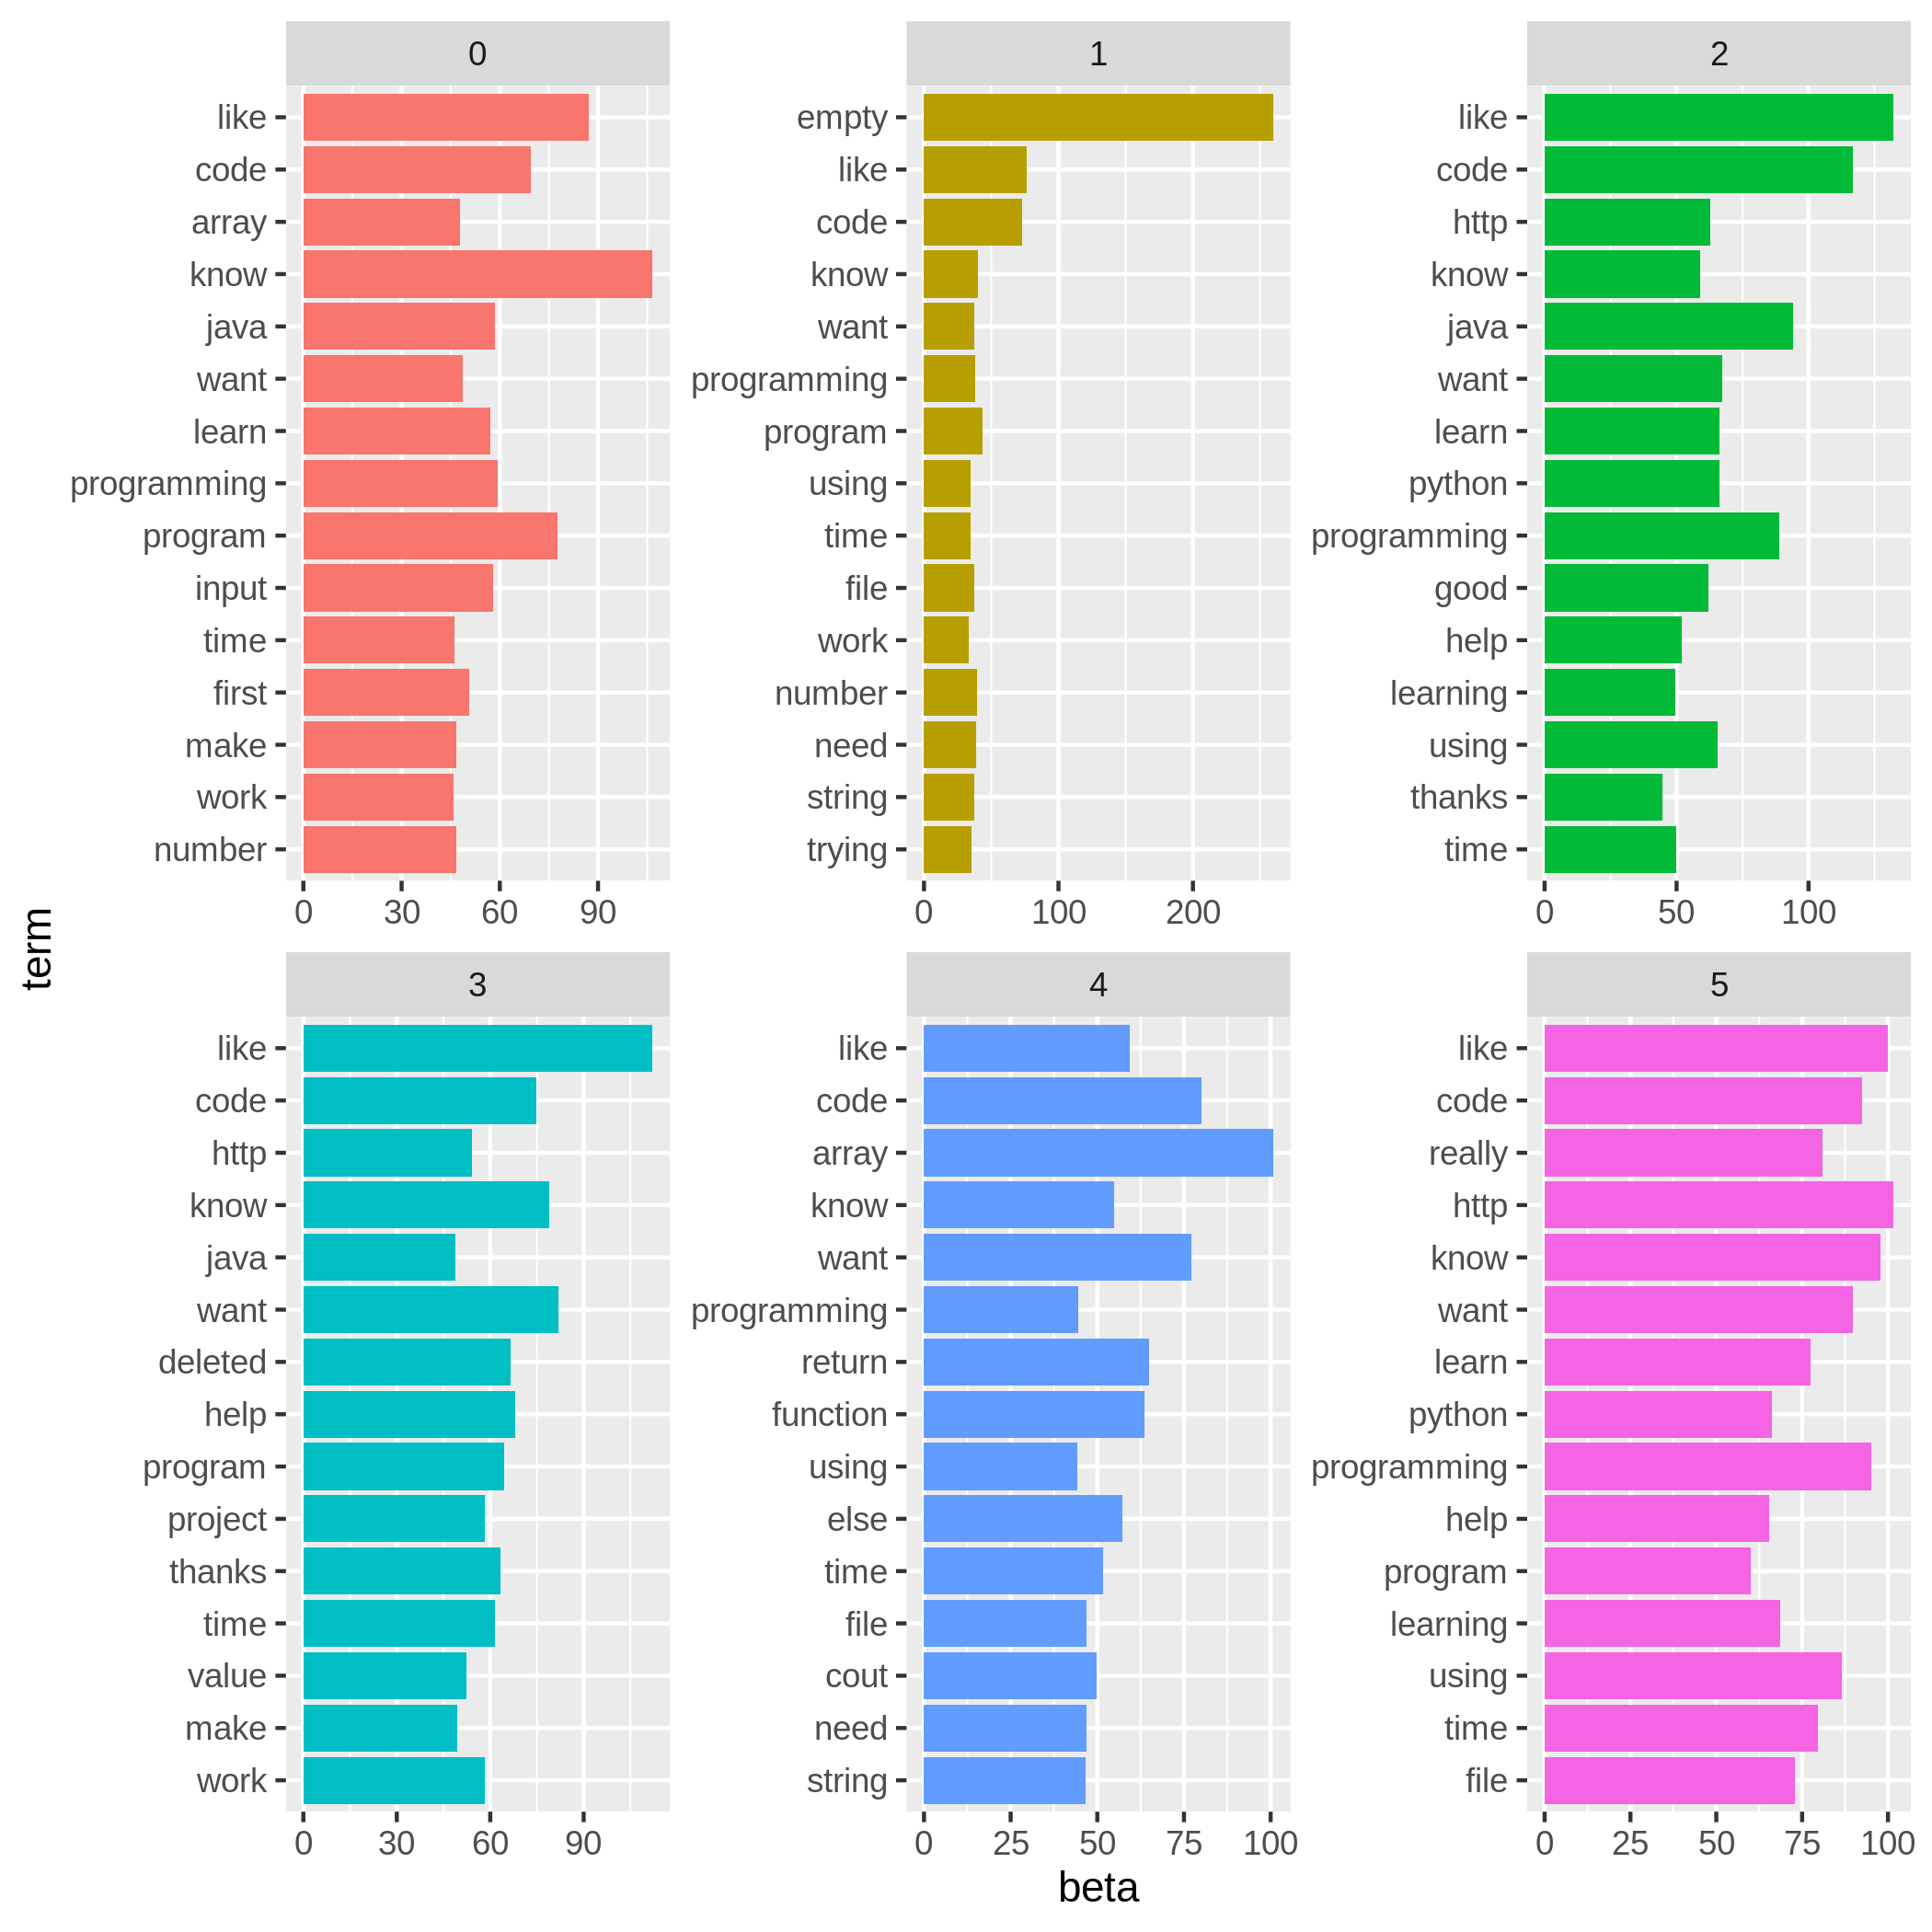 0
like
code
array
know
java
want
learn
programming
program
input
time
first
make
work
number
0 30 60 90
1
empty
like
code
know
want
programming
program
using
time
file
work
number
need
string
trying
0 100 200
2
like
code
http
know
java
want
learn
python
programming
good
help
learning
using
thanks
time
0 50 100
term
3
like
code
http
know
java
want
deleted
help
program
project
thanks
time
value
make
work
0 30 60 90
4
like
code
array
know
want
programming
return
function
using
else
time
file
cout
need
string
0 25 50 75 100
5
like
code
really
http
know
want
learn
python
programming
help
program
learning
using
time
file
0 25 50 75 100
beta